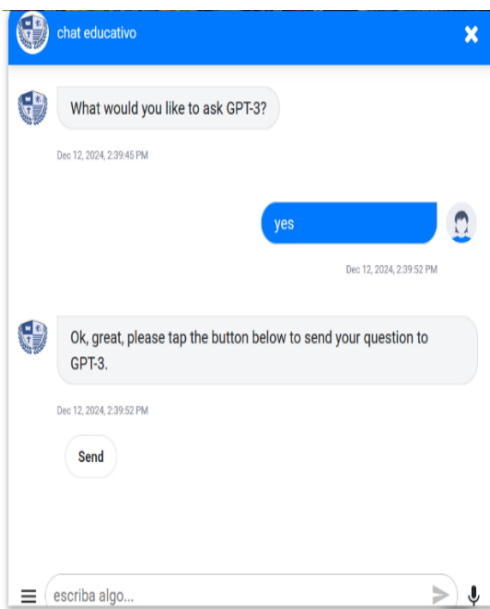 chat educativo
What would you like to ask GPT-3?
Dec 12, 2024, 2:39:45 PM
yes
Dec 12, 2024, 2:39:52 PM
Ok, great, please tap the button below to send your question to
GPT-3.
Dec 12, 2024, 2:39:52 PM
Send
escriba algo...